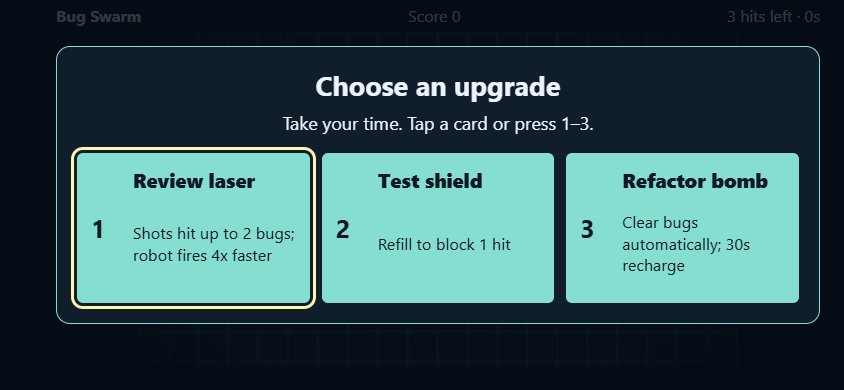 Bug Swarm
Score 0
3 hits left · 0s
Choose an upgrade
Take your time. Tap a card or press 1–3.
1
Review laser
Shots hit up to 2 bugs;
robot fires 4x faster
2
Test shield
Refill to block 1 hit
3
Refactor bomb
Clear bugs
automatically; 30s
recharge